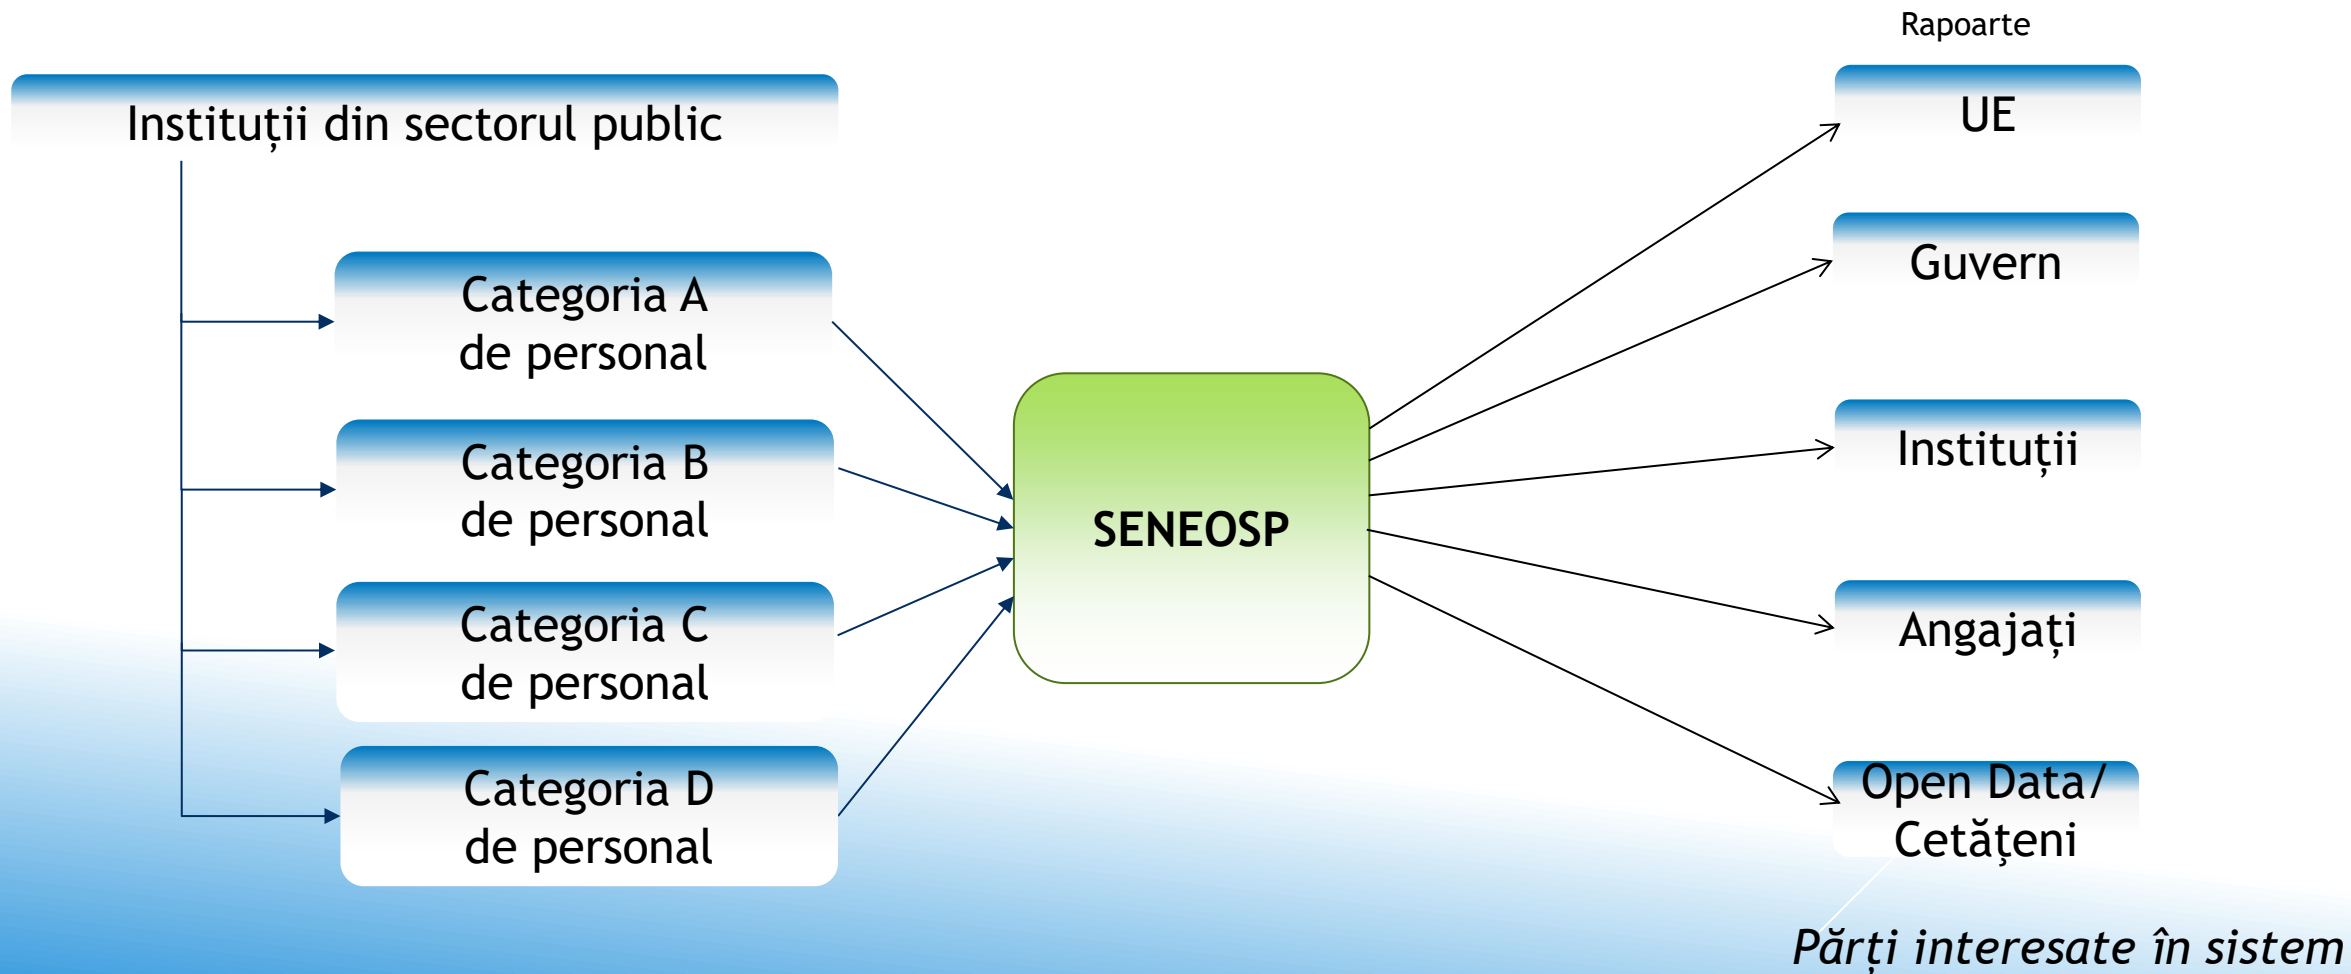 Rapoarte
Instituții din sectorul public
UE
Guvern
Categoria A
de personal
Categoria B
de personal
Instituții
SENEOSP
Categoria C
de personal
Angajați
Categoria D
de personal
Open Data/
Cetăţeni
Părți interesate în sistem